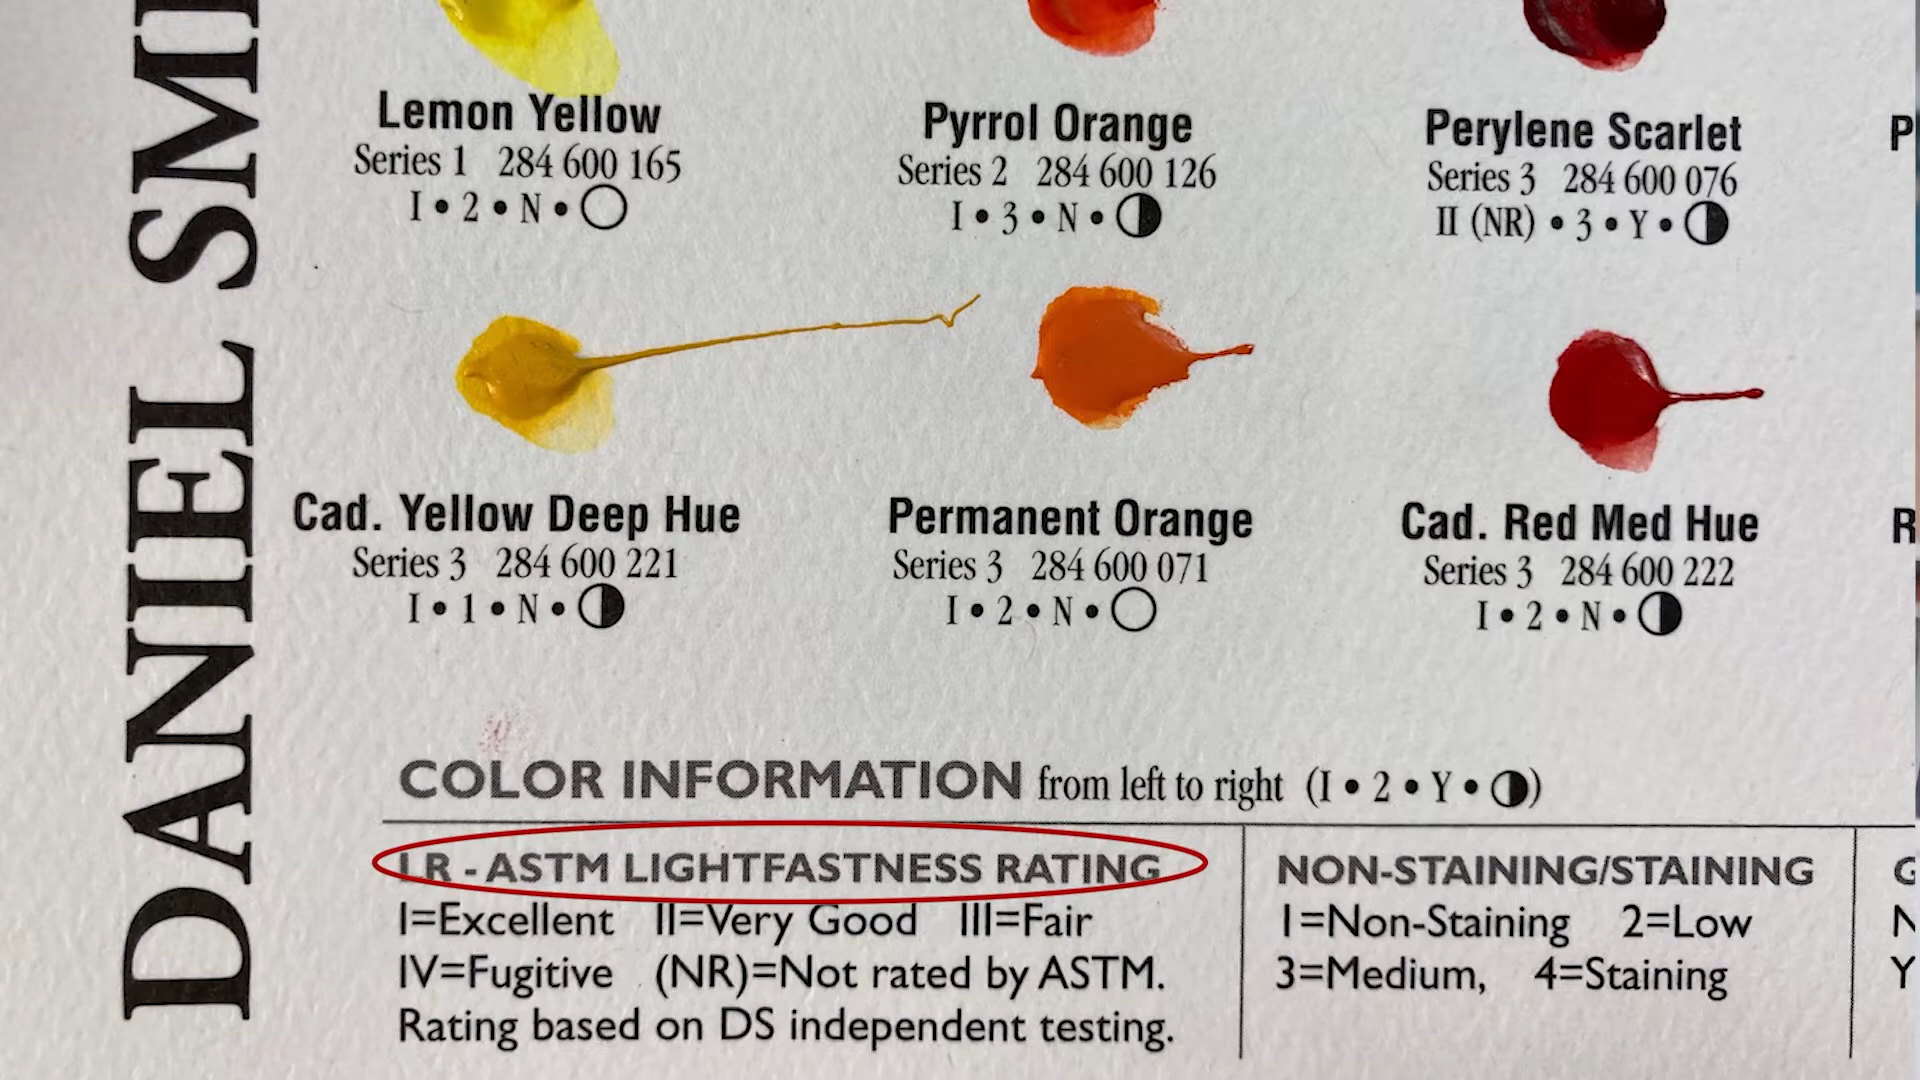 DANIEL SMI
Lemon Yellow
Series 1 284 600 165
I • 2 • N • ○
Pyrrol Orange
Series 2 284 600 126
I • 3 • N • ◑
Perylene Scarlet
Series 3 284 600 076
II (NR) • 3 • Y • ◑
P
Cad. Yellow Deep Hue
Series 3 284 600 221
I • 1 • N • ◑
Permanent Orange
Series 3 284 600 071
I • 2 • N • ○
Cad. Red Med Hue
Series 3 284 600 222
I • 2 • N • ◑
R
COLOR INFORMATION from left to right (I • 2 • Y • ◑)
LR - ASTM LIGHTFASTNESS RATING
I=Excellent II=Very Good III=Fair
IV=Fugitive (NR)=Not rated by ASTM.
Rating based on DS independent testing.
NON-STAINING/STAINING
1=Non-Staining 2=Low
3=Medium, 4=Staining
G
N
Y